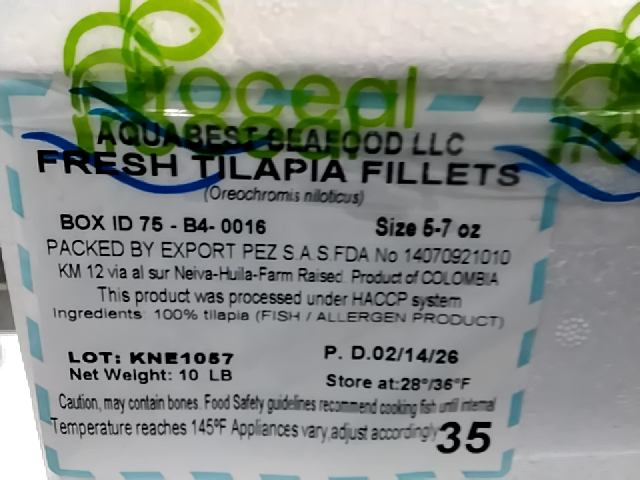 Proceal
AQUABEST SEAFOOD LLC
FRESH TILAPIA FILLETS
(Oreochromis niloticus)
BOX ID 75 - B4- 0016 Size 5-7 oz
PACKED BY EXPORT PEZ S.A.S.FDA No 14070921010
KM 12 via al sur Neiva-Huila-Farm Raised. Product of COLOMBIA
This product was processed under HACCP system
Ingredients: 100% tilapia (FISH / ALLERGEN PRODUCT)
LOT: KNE1057 P. D.02/14/26
Net Weight: 10 LB Store at:28°/36°F
Caution, may contain bones. Food Safety guidelines recommend cooking fish until internal
Temperature reaches 145ºF Appliances vary,adjust accordingly 35